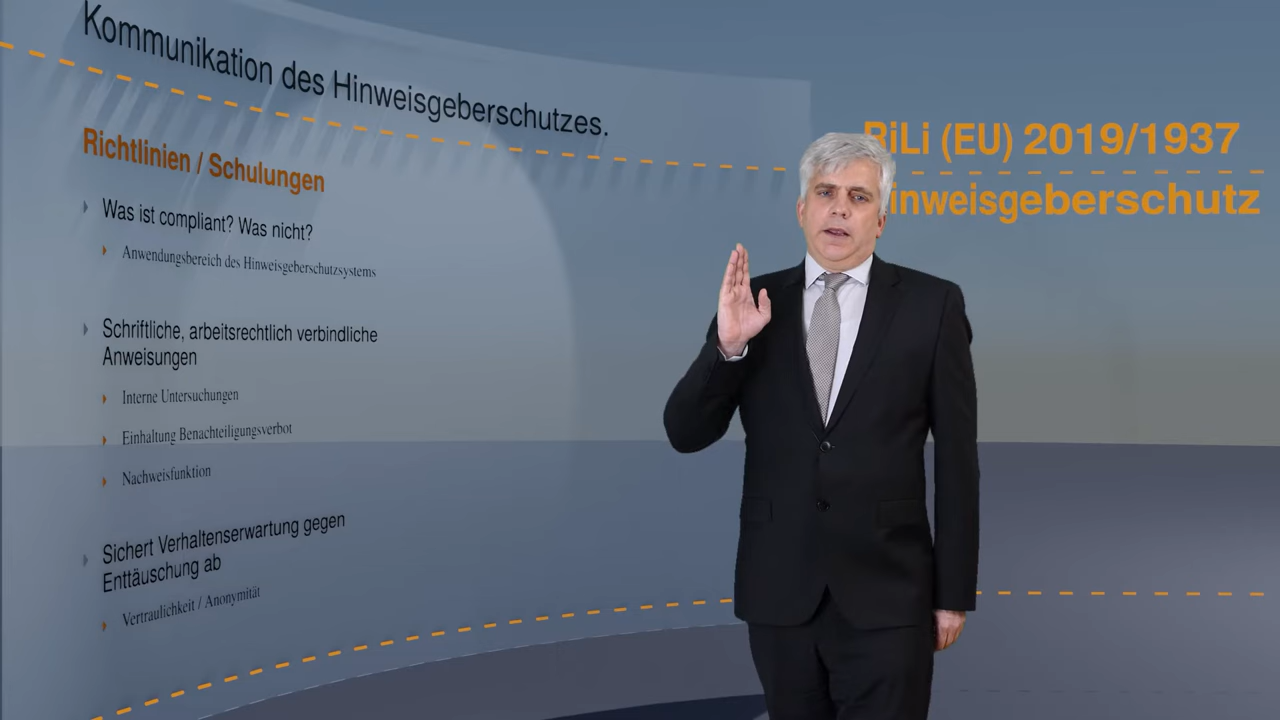 Kommunikation des Hinweisgeberschutzes.
Richtlinien / Schulungen
Was ist compliant? Was nicht?
Anwendungsbereich des Hinweisgeberschutzsystems
Schriftliche, arbeitsrechtlich verbindliche
Anweisungen
Interne Untersuchungen
Einhaltung Benachteiligungsverbot
Nachweisfunktion
Sichert Verhaltenserwartung gegen
Enttäuschung ab
Vertraulichkeit / Anonymität
RiLi (EU) 2019/1937
Hinweisgeberschutz